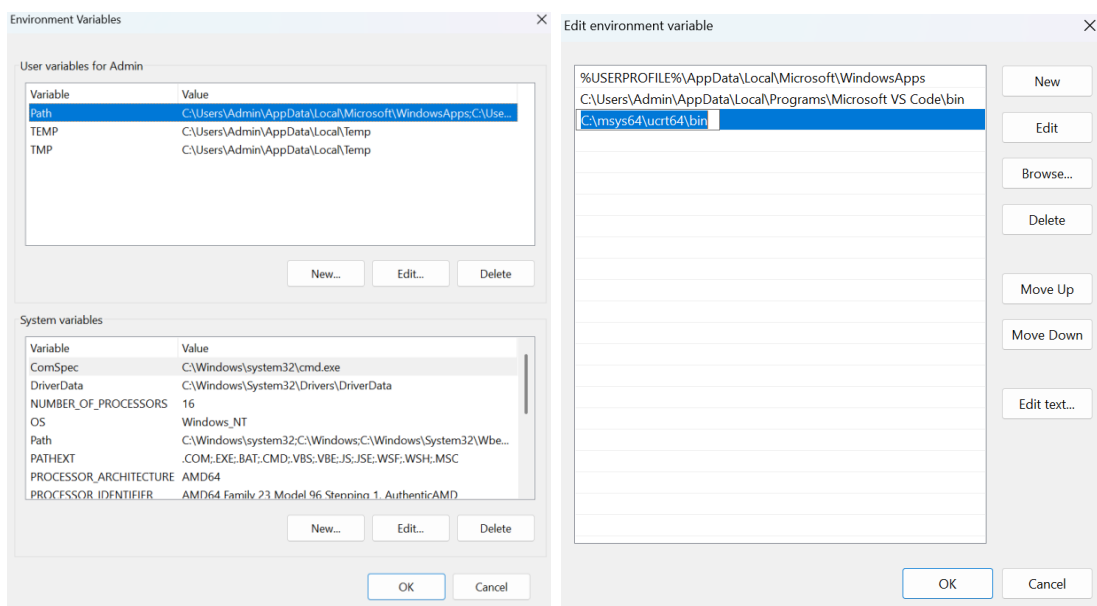 Environment Variables
User variables for Admin
Variable Value
Path C:\Users\Admin\AppData\Local\Microsoft\WindowsApps;C:\Use...
TEMP C:\Users\Admin\AppData\Local\Temp
TMP C:\Users\Admin\AppData\Local\Temp
New... Edit... Delete
System variables
Variable Value
ComSpec C:\Windows\system32\cmd.exe
DriverData C:\Windows\System32\Drivers\DriverData
NUMBER_OF_PROCESSORS 16
OS Windows_NT
Path C:\Windows\system32;C:\Windows;C:\Windows\System32\Wbe...
PATHEXT .COM;.EXE;.BAT;.CMD;.VBS;.VBE;.JS;.JSE;.WSF;.WSH;.MSC
PROCESSOR_ARCHITECTURE AMD64
PROCESSOR_IDENTIFIER AMD64 Family 23 Model 96 Stepping 1, AuthenticAMD
New... Edit... Delete
OK Cancel
Edit environment variable
%USERPROFILE%\AppData\Local\Microsoft\WindowsApps
C:\Users\Admin\AppData\Local\Programs\Microsoft VS Code\bin
C:\msys64\ucrt64\bin
New
Edit
Browse...
Delete
Move Up
Move Down
Edit text...
OK Cancel